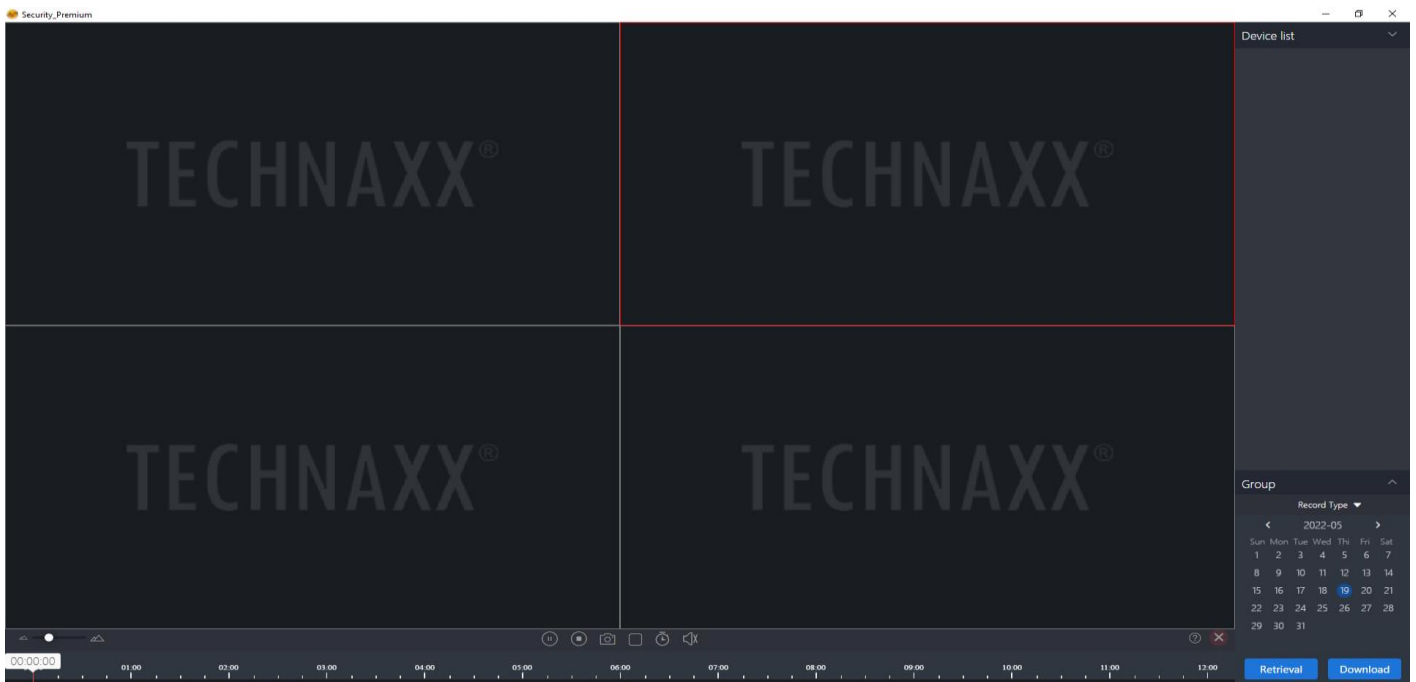 Security_Premium
Device list
TECHNAXX®
TECHNAXX®
TECHNAXX®
TECHNAXX®
Group
Record Type
2022-05
Sun Mon Tue Wed Thi Fri Sat
1 2 3 4 5 6 7
8 9 10 11 12 13 14
15 16 17 18 19 20 21
22 23 24 25 26 27 28
29 30 31
00:00:00 01:00 02:00 03:00 04:00 05:00 06:00 07:00 08:00 09:00 10:00 11:00 12:00
Retrieval Download